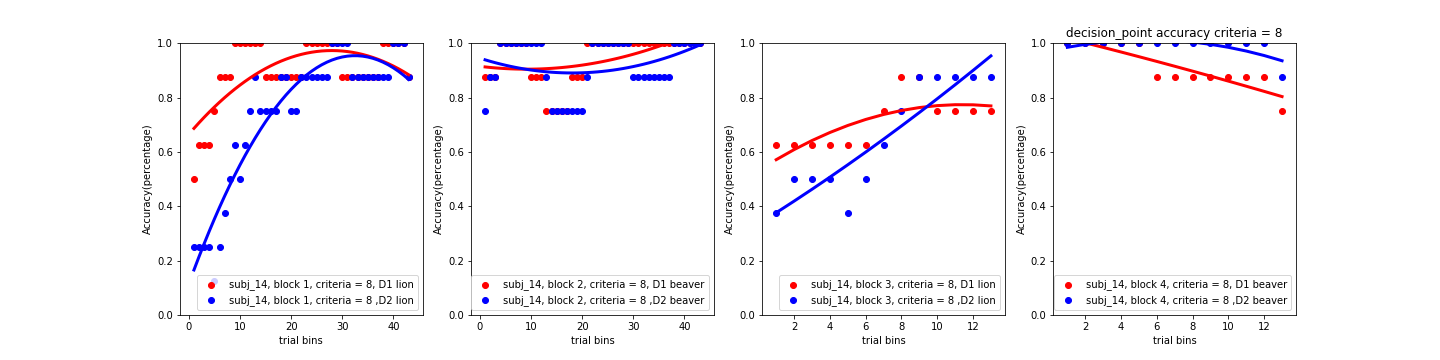 decision_point accuracy criteria = 8
Accuracy(percentage)
1.0
0.8
0.6
0.4
0.2
0.0
subj_14, block 1, criteria = 8, D1 lion
subj_14, block 1, criteria = 8 ,D2 lion
0 10 20 30 40
trial bins
Accuracy(percentage)
1.0
0.8
0.6
0.4
0.2
0.0
subj_14, block 2, criteria = 8, D1 beaver
subj_14, block 2, criteria = 8 ,D2 beaver
0 10 20 30 40
trial bins
Accuracy(percentage)
1.0
0.8
0.6
0.4
0.2
0.0
subj_14, block 3, criteria = 8, D1 lion
subj_14, block 3, criteria = 8 ,D2 lion
2 4 6 8 10 12
trial bins
Accuracy(percentage)
1.0
0.8
0.6
0.4
0.2
0.0
subj_14, block 4, criteria = 8, D1 beaver
subj_14, block 4, criteria = 8 ,D2 beaver
2 4 6 8 10 12
trial bins